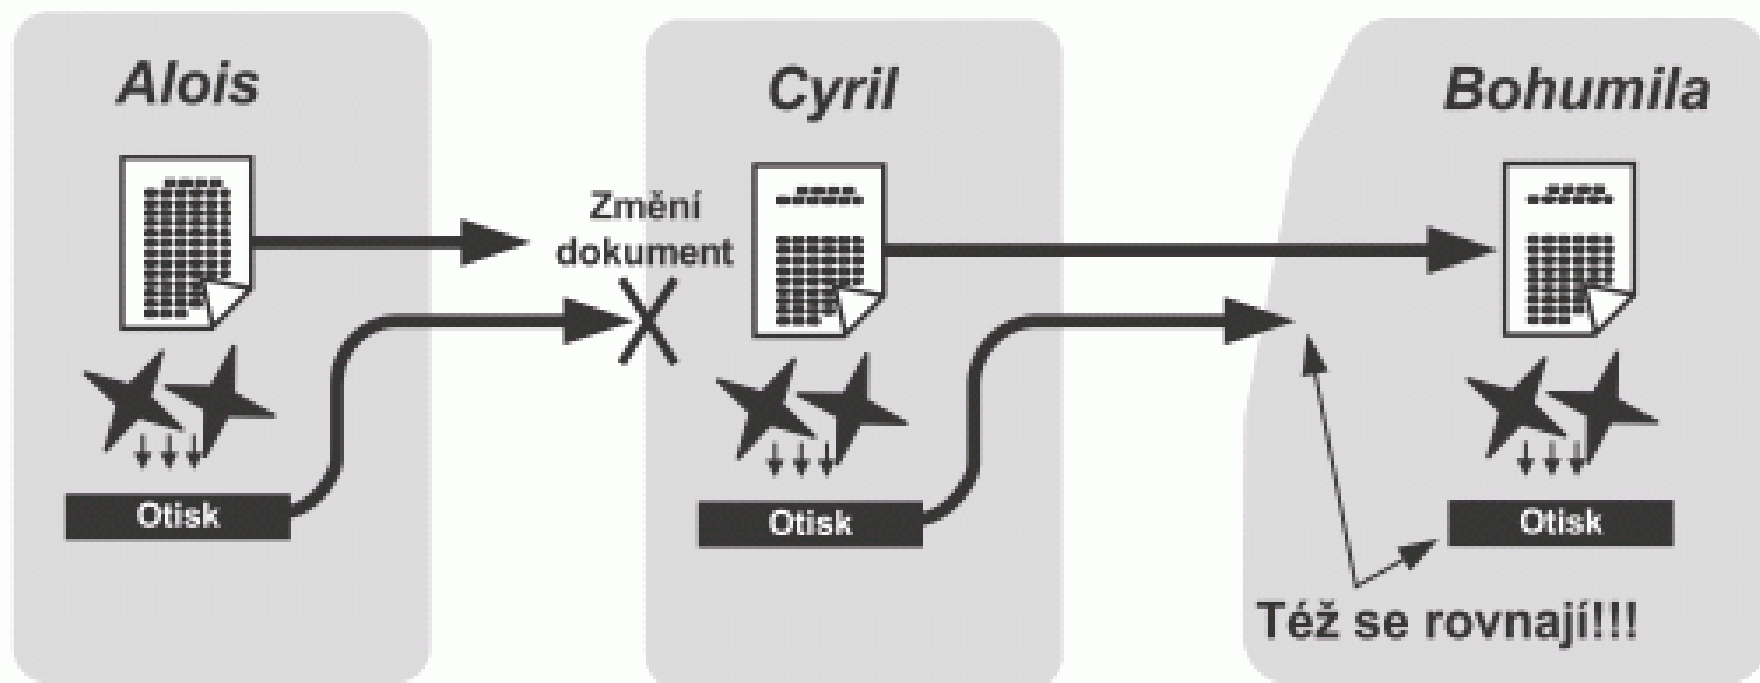 Alois
Cyril
Bohumila
Změní
dokument
Otisk
Otisk
Otisk
Též se rovnají!!!